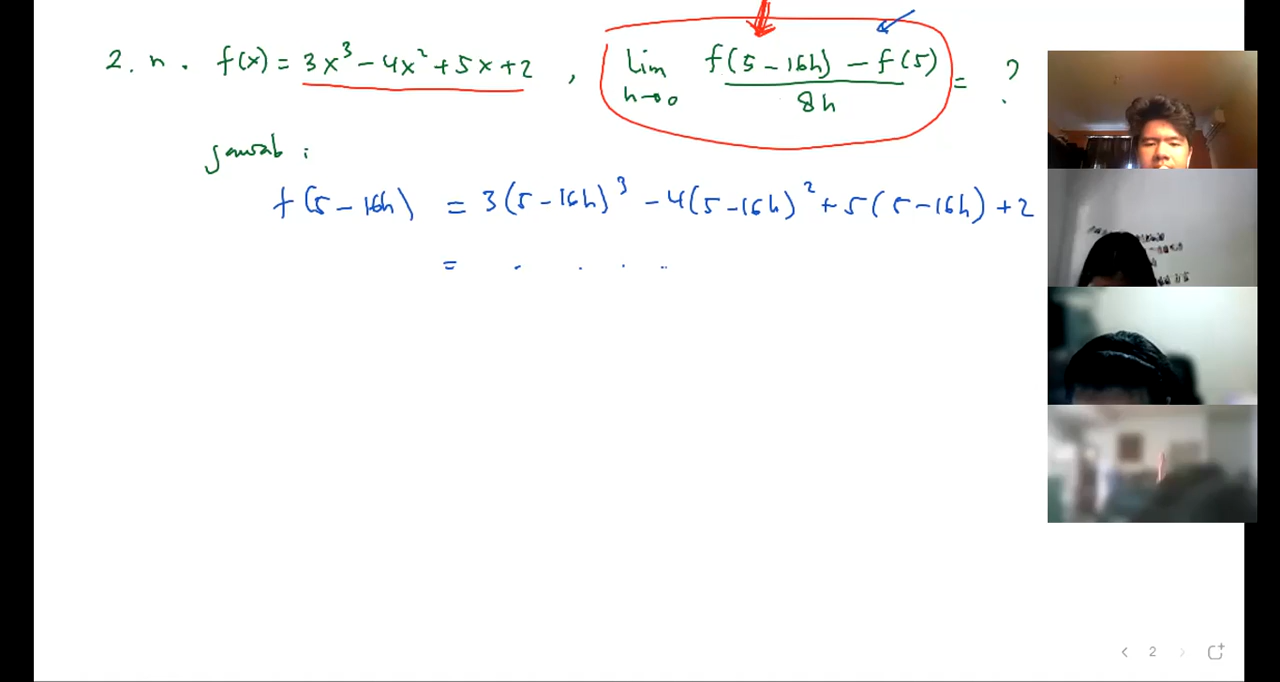 2. n . f(x) = 3x³ - 4x² + 5x + 2 , lim h→0 f(5 - 16h) - f(5) / 8h = ?
Jawab :
f(5 - 16h) = 3(5 - 16h)³ - 4(5 - 16h)² + 5(5 - 16h) + 2
= . . . ..
< 2 >